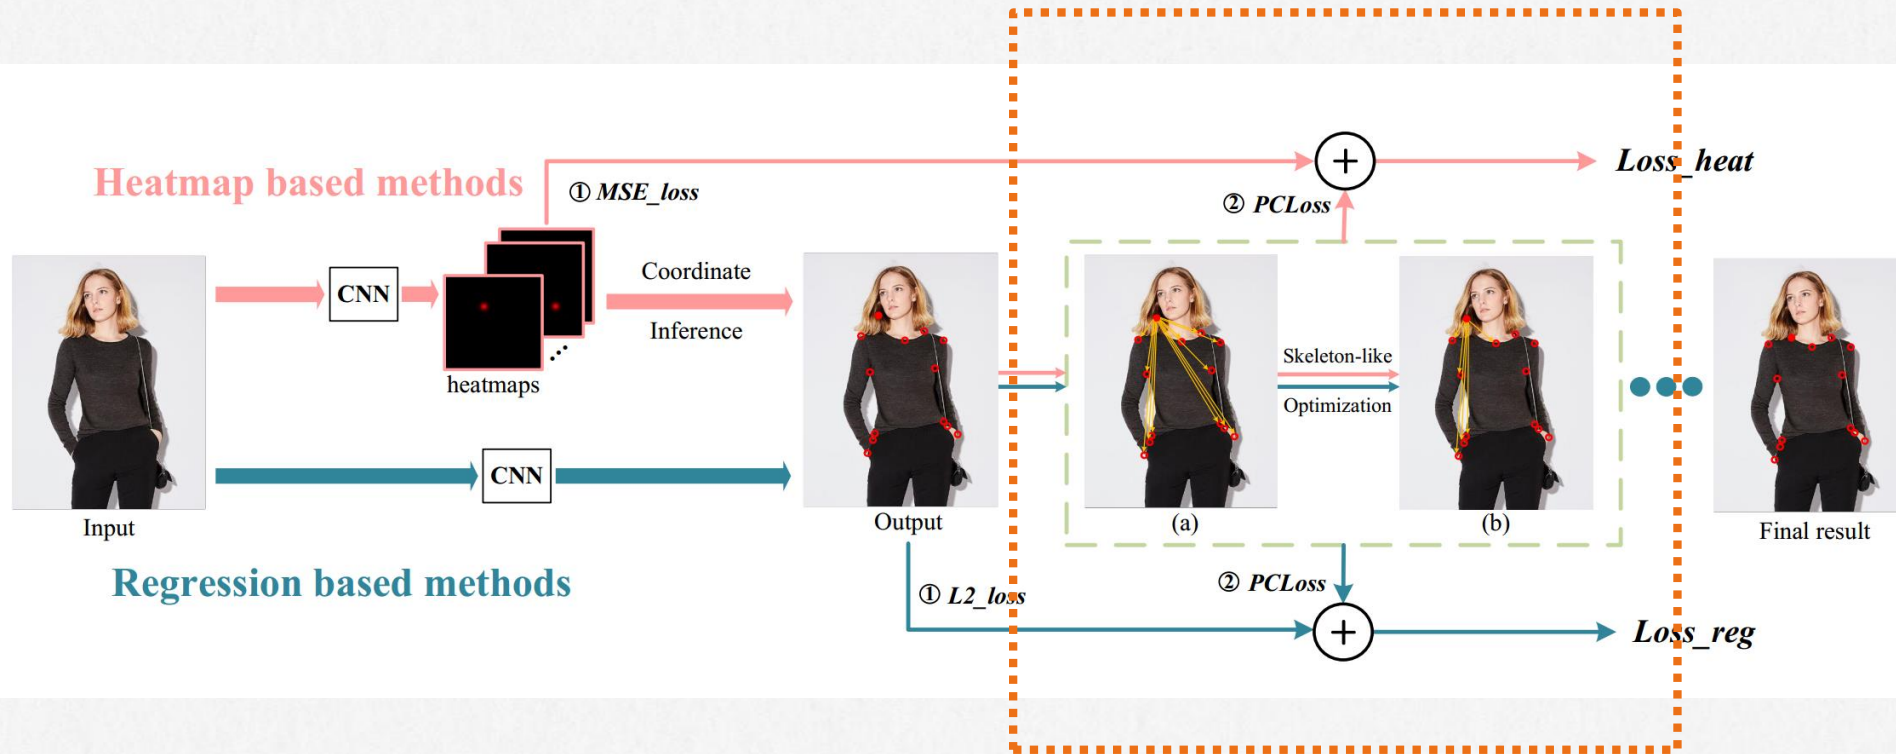 Heatmap based methods
① MSE_loss
② PCLoss
Loss_heat
CNN
heatmaps
Coordinate
Inference
Skeleton-like
Optimization
CNN
Input
Output
(a)
(b)
Final result
Regression based methods
① L2_loss
② PCLoss
Loss_reg